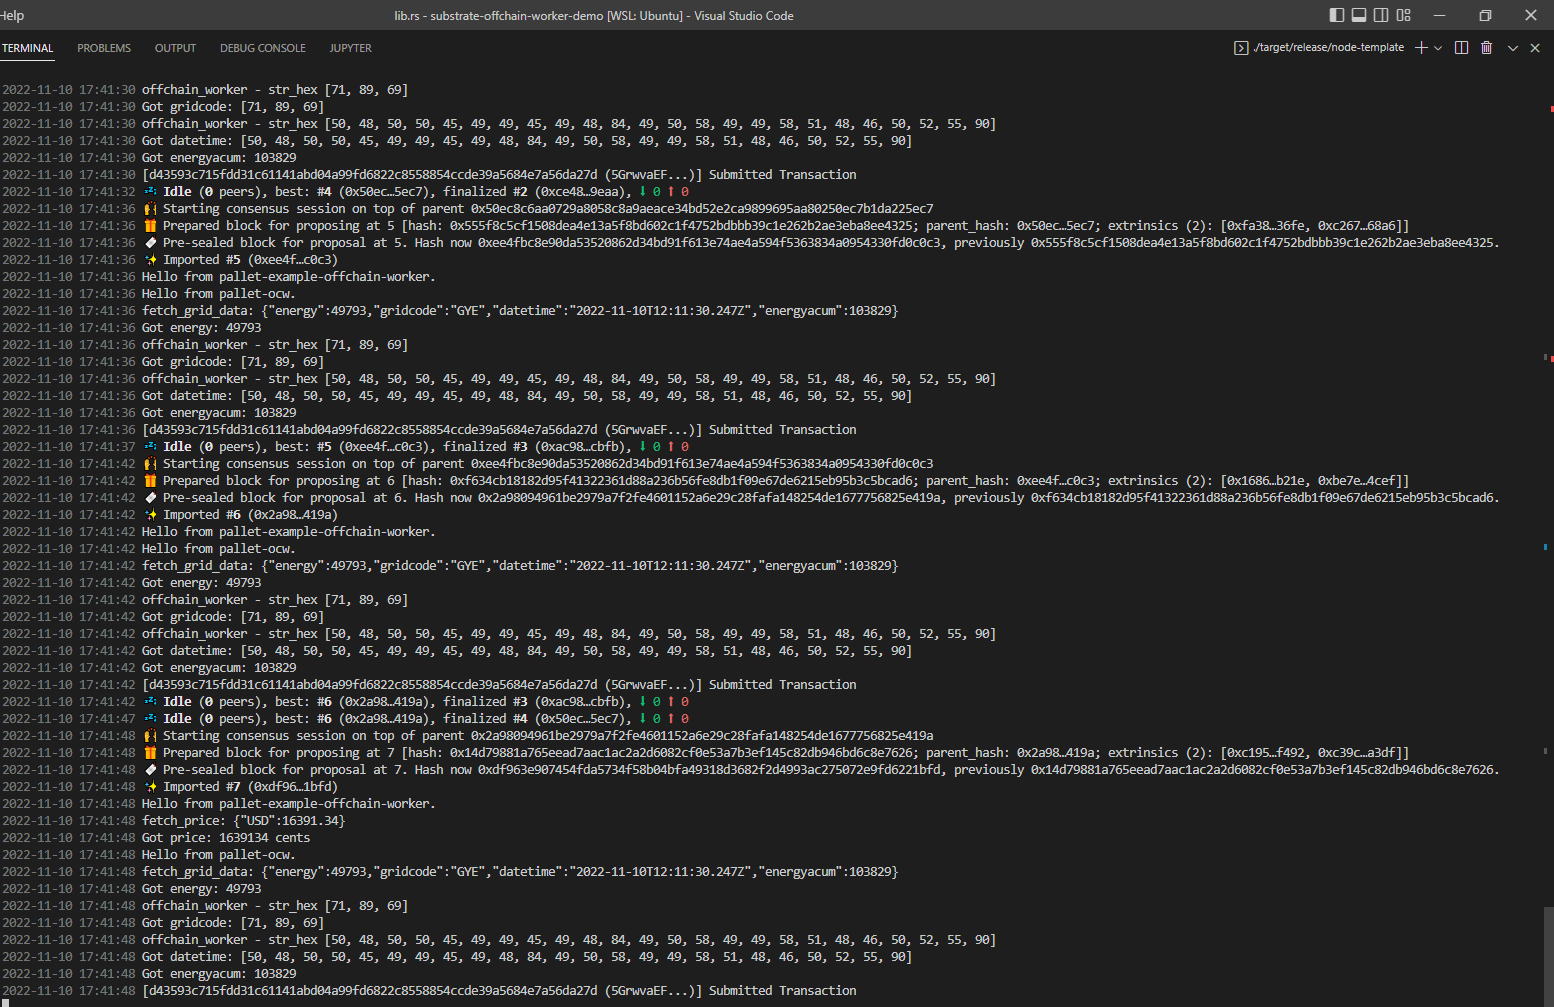 Help
lib.rs - substrate-offchain-worker-demo [WSL: Ubuntu] - Visual Studio Code
TERMINAL PROBLEMS OUTPUT DEBUG CONSOLE JUPYTER ./target/release/node-template
2022-11-10 17:41:30 offchain_worker - str_hex [71, 89, 69]
2022-11-10 17:41:30 Got gridcode: [71, 89, 69]
2022-11-10 17:41:30 offchain_worker - str_hex [50, 48, 50, 50, 45, 49, 49, 45, 49, 48, 84, 49, 50, 58, 49, 49, 58, 51, 48, 46, 50, 52, 55, 90]
2022-11-10 17:41:30 Got datetime: [50, 48, 50, 50, 45, 49, 49, 45, 49, 48, 84, 49, 50, 58, 49, 49, 58, 51, 48, 46, 50, 52, 55, 90]
2022-11-10 17:41:30 Got energyacum: 103829
2022-11-10 17:41:30 [d43593c715fdd31c61141abd04a99fd6822c8558854ccde39a5684e7a56da27d (5GrwvaEF...)] Submitted Transaction
2022-11-10 17:41:32 💤 Idle (0 peers), best: #4 (0x50ec…5ec7), finalized #2 (0xce48…9eaa), ⬇ 0 ⬆ 0
2022-11-10 17:41:36 🙌 Starting consensus session on top of parent 0x50ec8c6aa0729a8058c8a9aeace34bd52e2ca9899695aa80250ec7b1da225ec7
2022-11-10 17:41:36 🎁 Prepared block for proposing at 5 [hash: 0x555f8c5cf1508dea4e13a5f8bd602c1f4752bdbbb39c1e262b2ae3eba8ee4325; parent_hash: 0x50ec…5ec7; extrinsics (2): [0xfa38…36fe, 0xc267…68a6]]
2022-11-10 17:41:36 🔖 Pre-sealed block for proposal at 5. Hash now 0xee4fbc8e90da53520862d34bd91f613e74ae4a594f5363834a0954330fd0c0c3, previously 0x555f8c5cf1508dea4e13a5f8bd602c1f4752bdbbb39c1e262b2ae3eba8ee4325.
2022-11-10 17:41:36 ✨ Imported #5 (0xee4f…c0c3)
2022-11-10 17:41:36 Hello from pallet-example-offchain-worker.
2022-11-10 17:41:36 Hello from pallet-ocw.
2022-11-10 17:41:36 fetch_grid_data: {"energy":49793,"gridcode":"GYE","datetime":"2022-11-10T12:11:30.247Z","energyacum":103829}
2022-11-10 17:41:36 Got energy: 49793
2022-11-10 17:41:36 offchain_worker - str_hex [71, 89, 69]
2022-11-10 17:41:36 Got gridcode: [71, 89, 69]
2022-11-10 17:41:36 offchain_worker - str_hex [50, 48, 50, 50, 45, 49, 49, 45, 49, 48, 84, 49, 50, 58, 49, 49, 58, 51, 48, 46, 50, 52, 55, 90]
2022-11-10 17:41:36 Got datetime: [50, 48, 50, 50, 45, 49, 49, 45, 49, 48, 84, 49, 50, 58, 49, 49, 58, 51, 48, 46, 50, 52, 55, 90]
2022-11-10 17:41:36 Got energyacum: 103829
2022-11-10 17:41:36 [d43593c715fdd31c61141abd04a99fd6822c8558854ccde39a5684e7a56da27d (5GrwvaEF...)] Submitted Transaction
2022-11-10 17:41:37 💤 Idle (0 peers), best: #5 (0xee4f…c0c3), finalized #3 (0xac98…cbfb), ⬇ 0 ⬆ 0
2022-11-10 17:41:42 🙌 Starting consensus session on top of parent 0xee4fbc8e90da53520862d34bd91f613e74ae4a594f5363834a0954330fd0c0c3
2022-11-10 17:41:42 🎁 Prepared block for proposing at 6 [hash: 0xf634cb18182d95f41322361d88a236b56fe8db1f09e67de6215eb95b3c5bcad6; parent_hash: 0xee4f…c0c3; extrinsics (2): [0x1686…b21e, 0xbe7e…4cef]]
2022-11-10 17:41:42 🔖 Pre-sealed block for proposal at 6. Hash now 0x2a98094961be2979a7f2fe4601152a6e29c28fafa148254de1677756825e419a, previously 0xf634cb18182d95f41322361d88a236b56fe8db1f09e67de6215eb95b3c5bcad6.
2022-11-10 17:41:42 ✨ Imported #6 (0x2a98…419a)
2022-11-10 17:41:42 Hello from pallet-example-offchain-worker.
2022-11-10 17:41:42 Hello from pallet-ocw.
2022-11-10 17:41:42 fetch_grid_data: {"energy":49793,"gridcode":"GYE","datetime":"2022-11-10T12:11:30.247Z","energyacum":103829}
2022-11-10 17:41:42 Got energy: 49793
2022-11-10 17:41:42 offchain_worker - str_hex [71, 89, 69]
2022-11-10 17:41:42 Got gridcode: [71, 89, 69]
2022-11-10 17:41:42 offchain_worker - str_hex [50, 48, 50, 50, 45, 49, 49, 45, 49, 48, 84, 49, 50, 58, 49, 49, 58, 51, 48, 46, 50, 52, 55, 90]
2022-11-10 17:41:42 Got datetime: [50, 48, 50, 50, 45, 49, 49, 45, 49, 48, 84, 49, 50, 58, 49, 49, 58, 51, 48, 46, 50, 52, 55, 90]
2022-11-10 17:41:42 Got energyacum: 103829
2022-11-10 17:41:42 [d43593c715fdd31c61141abd04a99fd6822c8558854ccde39a5684e7a56da27d (5GrwvaEF...)] Submitted Transaction
2022-11-10 17:41:42 💤 Idle (0 peers), best: #6 (0x2a98…419a), finalized #3 (0xac98…cbfb), ⬇ 0 ⬆ 0
2022-11-10 17:41:47 💤 Idle (0 peers), best: #6 (0x2a98…419a), finalized #4 (0x50ec…5ec7), ⬇ 0 ⬆ 0
2022-11-10 17:41:48 🙌 Starting consensus session on top of parent 0x2a98094961be2979a7f2fe4601152a6e29c28fafa148254de1677756825e419a
2022-11-10 17:41:48 🎁 Prepared block for proposing at 7 [hash: 0x14d79881a765eead7aac1ac2a2d6082cf0e53a7b3ef145c82db946bd6c8e7626; parent_hash: 0x2a98…419a; extrinsics (2): [0xc195…f492, 0xc39c…a3df]]
2022-11-10 17:41:48 🔖 Pre-sealed block for proposal at 7. Hash now 0xdf963e907454fda5734f58b04bfa49318d3682f2d4993ac275072e9fd6221bfd, previously 0x14d79881a765eead7aac1ac2a2d6082cf0e53a7b3ef145c82db946bd6c8e7626.
2022-11-10 17:41:48 ✨ Imported #7 (0xdf96…1bfd)
2022-11-10 17:41:48 Hello from pallet-example-offchain-worker.
2022-11-10 17:41:48 fetch_price: {"USD":16391.34}
2022-11-10 17:41:48 Got price: 1639134 cents
2022-11-10 17:41:48 Hello from pallet-ocw.
2022-11-10 17:41:48 fetch_grid_data: {"energy":49793,"gridcode":"GYE","datetime":"2022-11-10T12:11:30.247Z","energyacum":103829}
2022-11-10 17:41:48 Got energy: 49793
2022-11-10 17:41:48 offchain_worker - str_hex [71, 89, 69]
2022-11-10 17:41:48 Got gridcode: [71, 89, 69]
2022-11-10 17:41:48 offchain_worker - str_hex [50, 48, 50, 50, 45, 49, 49, 45, 49, 48, 84, 49, 50, 58, 49, 49, 58, 51, 48, 46, 50, 52, 55, 90]
2022-11-10 17:41:48 Got datetime: [50, 48, 50, 50, 45, 49, 49, 45, 49, 48, 84, 49, 50, 58, 49, 49, 58, 51, 48, 46, 50, 52, 55, 90]
2022-11-10 17:41:48 Got energyacum: 103829
2022-11-10 17:41:48 [d43593c715fdd31c61141abd04a99fd6822c8558854ccde39a5684e7a56da27d (5GrwvaEF...)] Submitted Transaction